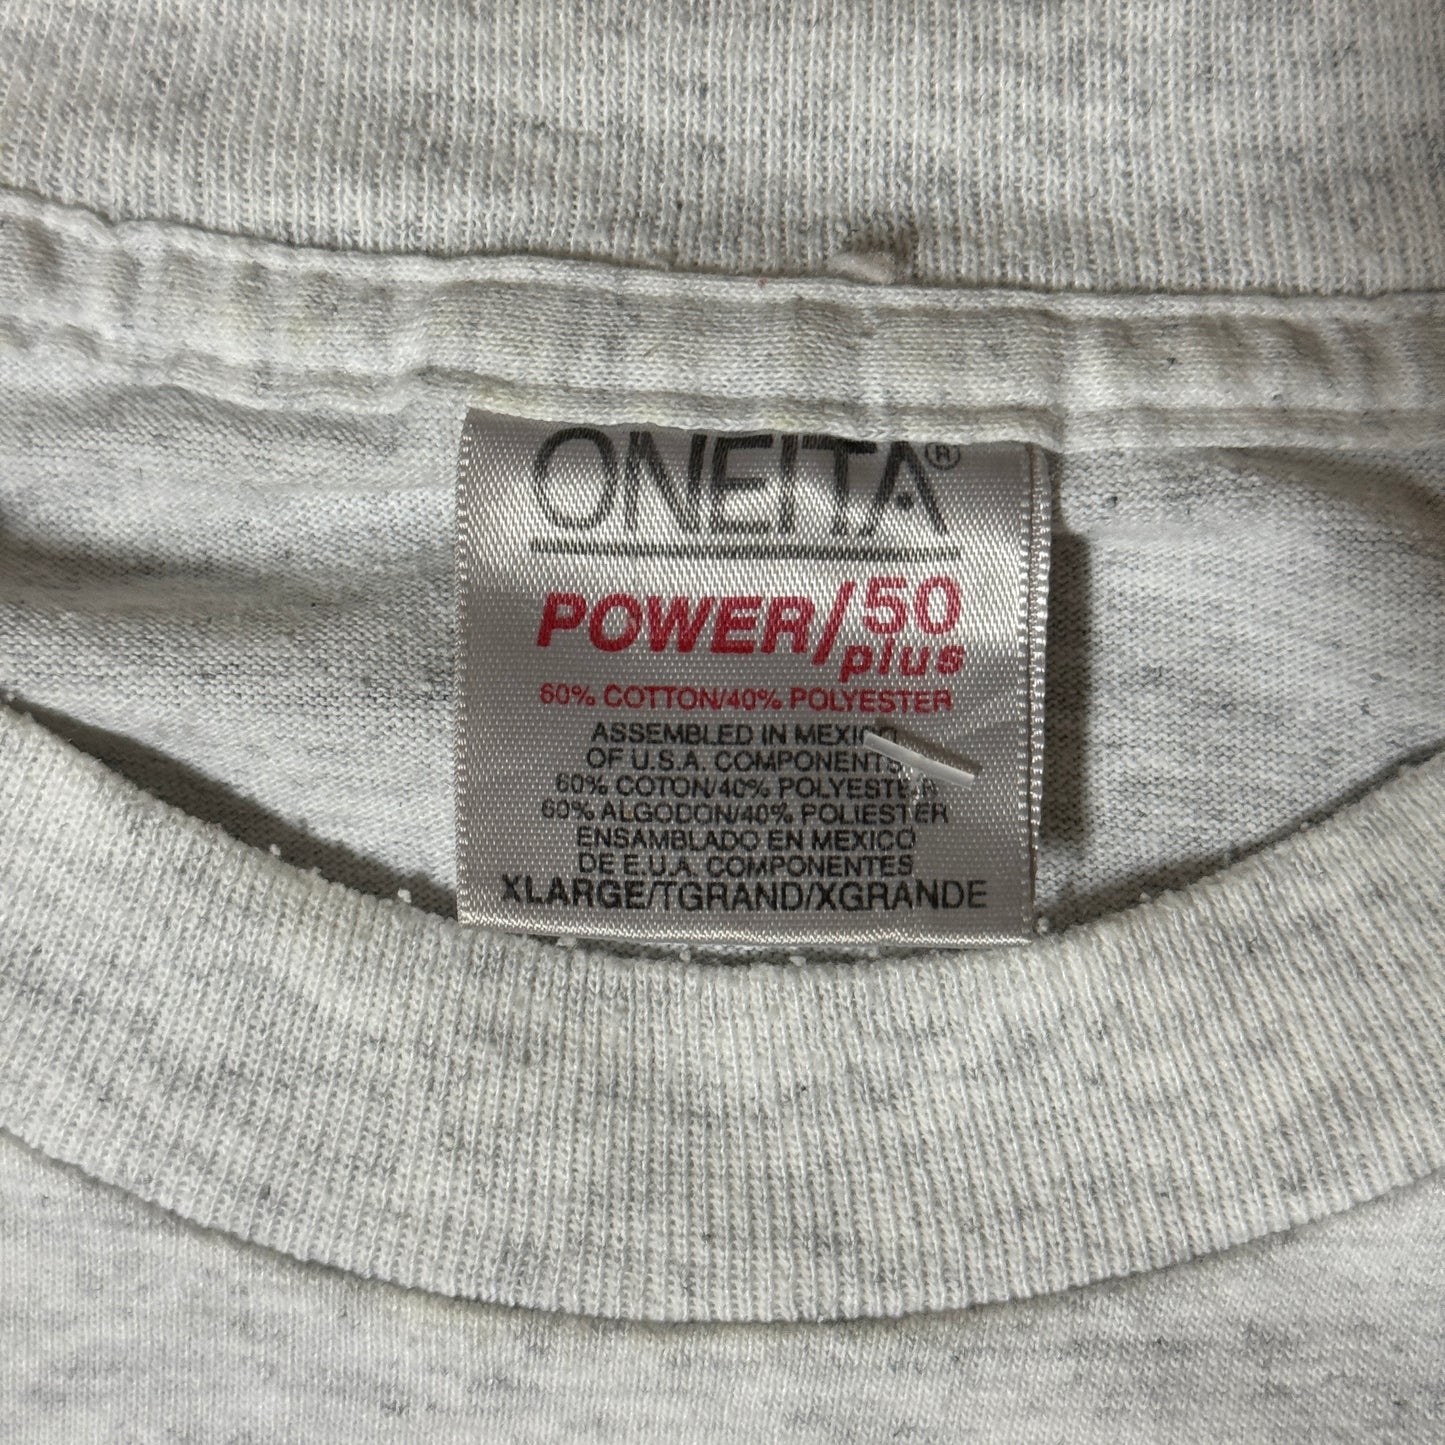 ONEITA®
POWER/50 plus
60% COTTON/40% POLYESTER
ASSEMBLED IN MEXICO
OF U.S.A. COMPONENTS
60% COTON/40% POLYESTER
60% ALGODON/40% POLIESTER
ENSAMBLADO EN MEXICO
DE E.U.A. COMPONENTES
XLARGE/TGRAND/XGRANDE